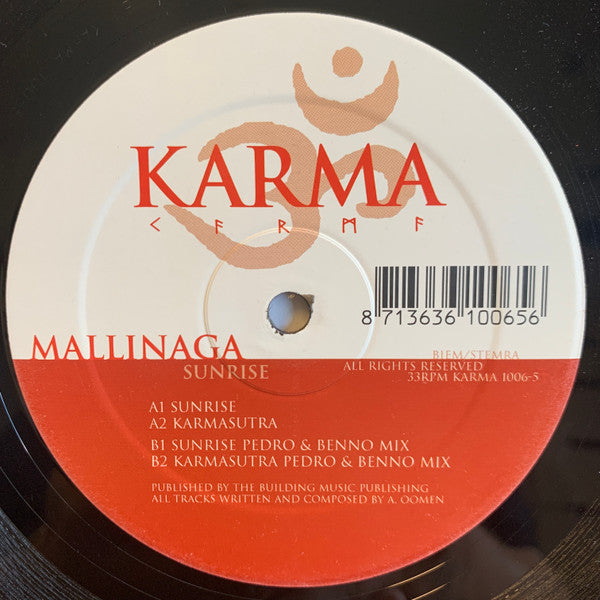 ॐ
KARMA
ᚲ ᚨ ᚱ ᛗ ᚨ
8 713636 100656
MALLINAGA
SUNRISE
BIEM/STEMRA
ALL RIGHTS RESERVED
33RPM KARMA 1006-5
A1 SUNRISE
A2 KARMASUTRA
B1 SUNRISE PEDRO & BENNO MIX
B2 KARMASUTRA PEDRO & BENNO MIX
PUBLISHED BY THE BUILDING MUSIC PUBLISHING
ALL TRACKS WRITTEN AND COMPOSED BY A. OOMEN